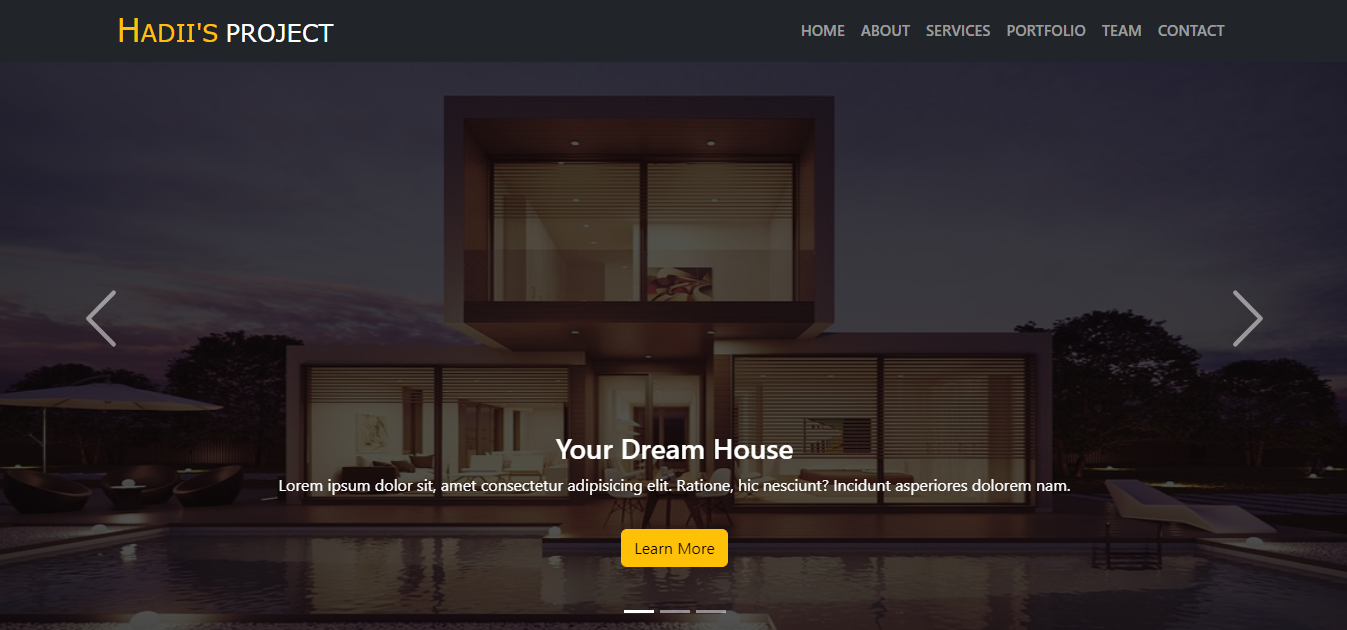 HADII'S PROJECT
HOME ABOUT SERVICES PORTFOLIO TEAM CONTACT
Your Dream House
Lorem ipsum dolor sit, amet consectetur adipisicing elit. Ratione, hic nesciunt? Incidunt asperiores dolorem nam.
Learn More